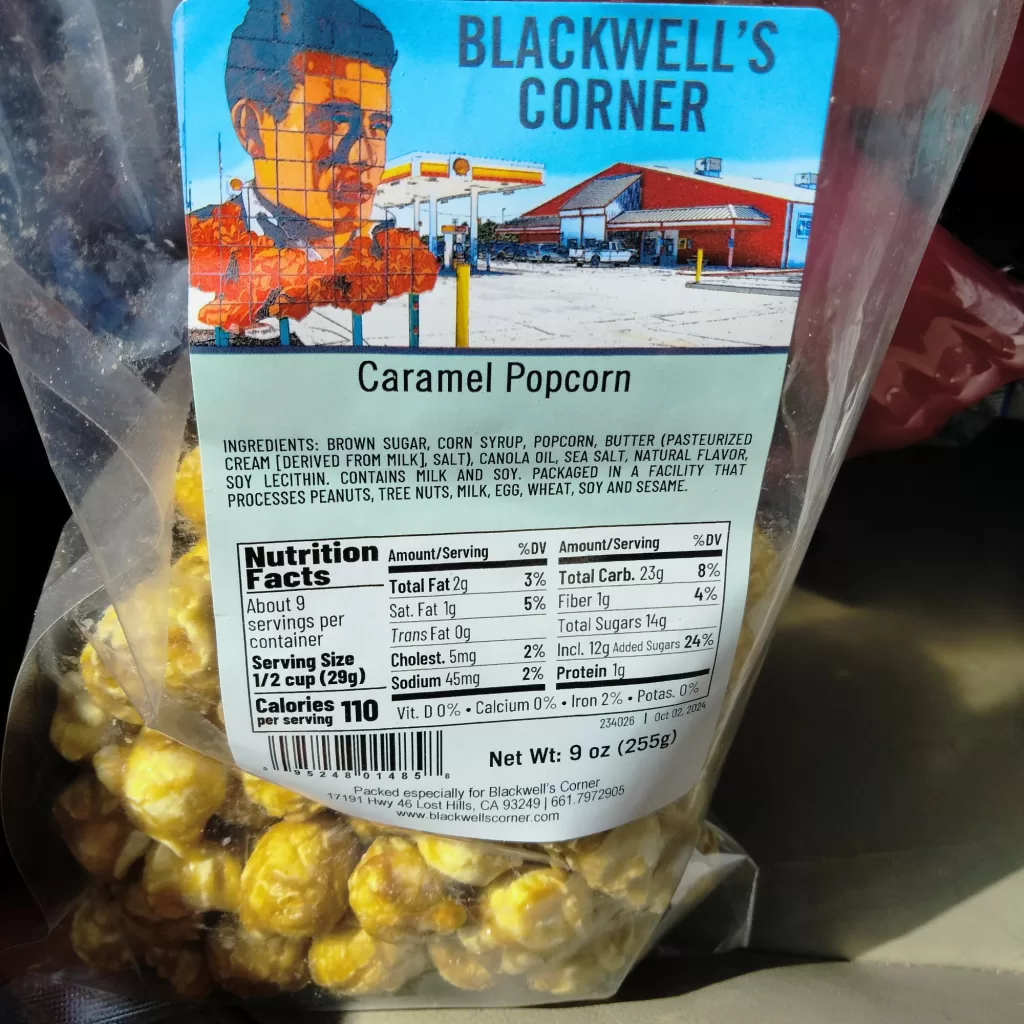 BLACKWELL'S
CORNER
Caramel Popcorn
INGREDIENTS: BROWN SUGAR, CORN SYRUP, POPCORN, BUTTER (PASTEURIZED
CREAM [DERIVED FROM MILK], SALT), CANOLA OIL, SEA SALT, NATURAL FLAVOR,
SOY LECITHIN. CONTAINS MILK AND SOY. PACKAGED IN A FACILITY THAT
PROCESSES PEANUTS, TREE NUTS, MILK, EGG, WHEAT, SOY AND SESAME.
Nutrition
Facts
About 9
servings per
container
Serving Size
1/2 cup (29g)
Calories
per serving 110
Amount/Serving %DV
Total Fat 2g 3%
Sat. Fat 1g 5%
Trans Fat 0g
Cholest. 5mg 2%
Sodium 45mg 2%
Amount/Serving %DV
Total Carb. 23g 8%
Fiber 1g 4%
Total Sugars 14g
Incl. 12g Added Sugars 24%
Protein 1g
Vit. D 0% • Calcium 0% • Iron 2% • Potas. 0%
234026 | Oct 02, 2024
Net Wt: 9 oz (255g)
0 95248 01485 8
Packed especially for Blackwell's Corner
17191 Hwy 46 Lost Hills, CA 93249 | 661.7972905
www.blackwellscorner.com